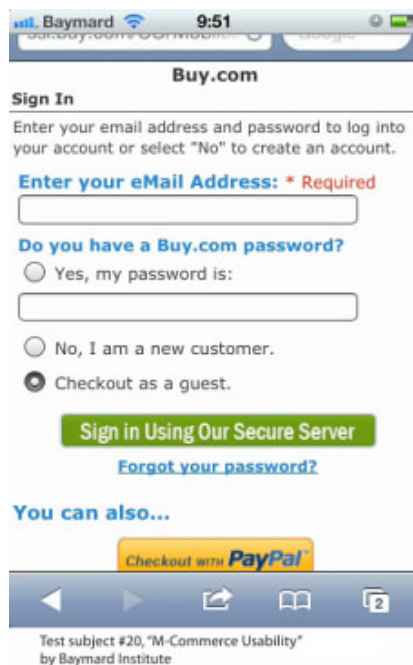 Baymard 9:51
Google
Buy.com
Sign In
Enter your email address and password to log into
your account or select "No" to create an account.
Enter your eMail Address: * Required
Do you have a Buy.com password?
Yes, my password is:
No, I am a new customer.
Checkout as a guest.
Sign in Using Our Secure Server
Forgot your password?
You can also...
Checkout WITH PayPal™
2
Test subject #20, "M-Commerce Usability"
by Baymard Institute